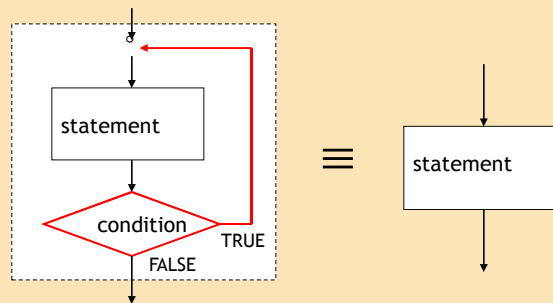 statement
≡
statement
condition
TRUE
FALSE